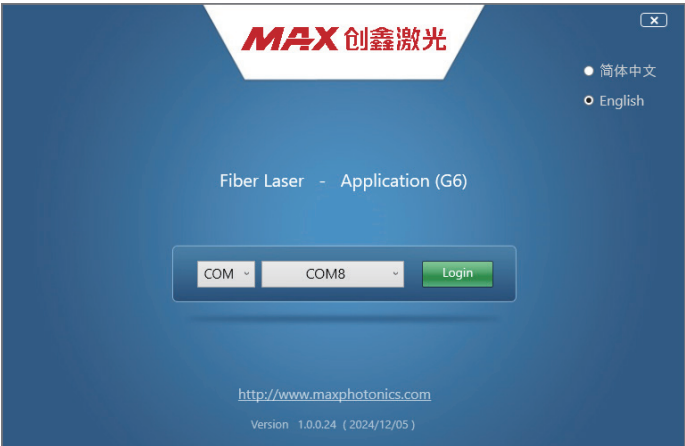 MAX 创鑫激光
简体中文
English
Fiber Laser - Application (G6)
COM COM8 Login
http://www.maxphotonics.com
Version 1.0.0.24 ( 2024/12/05 )